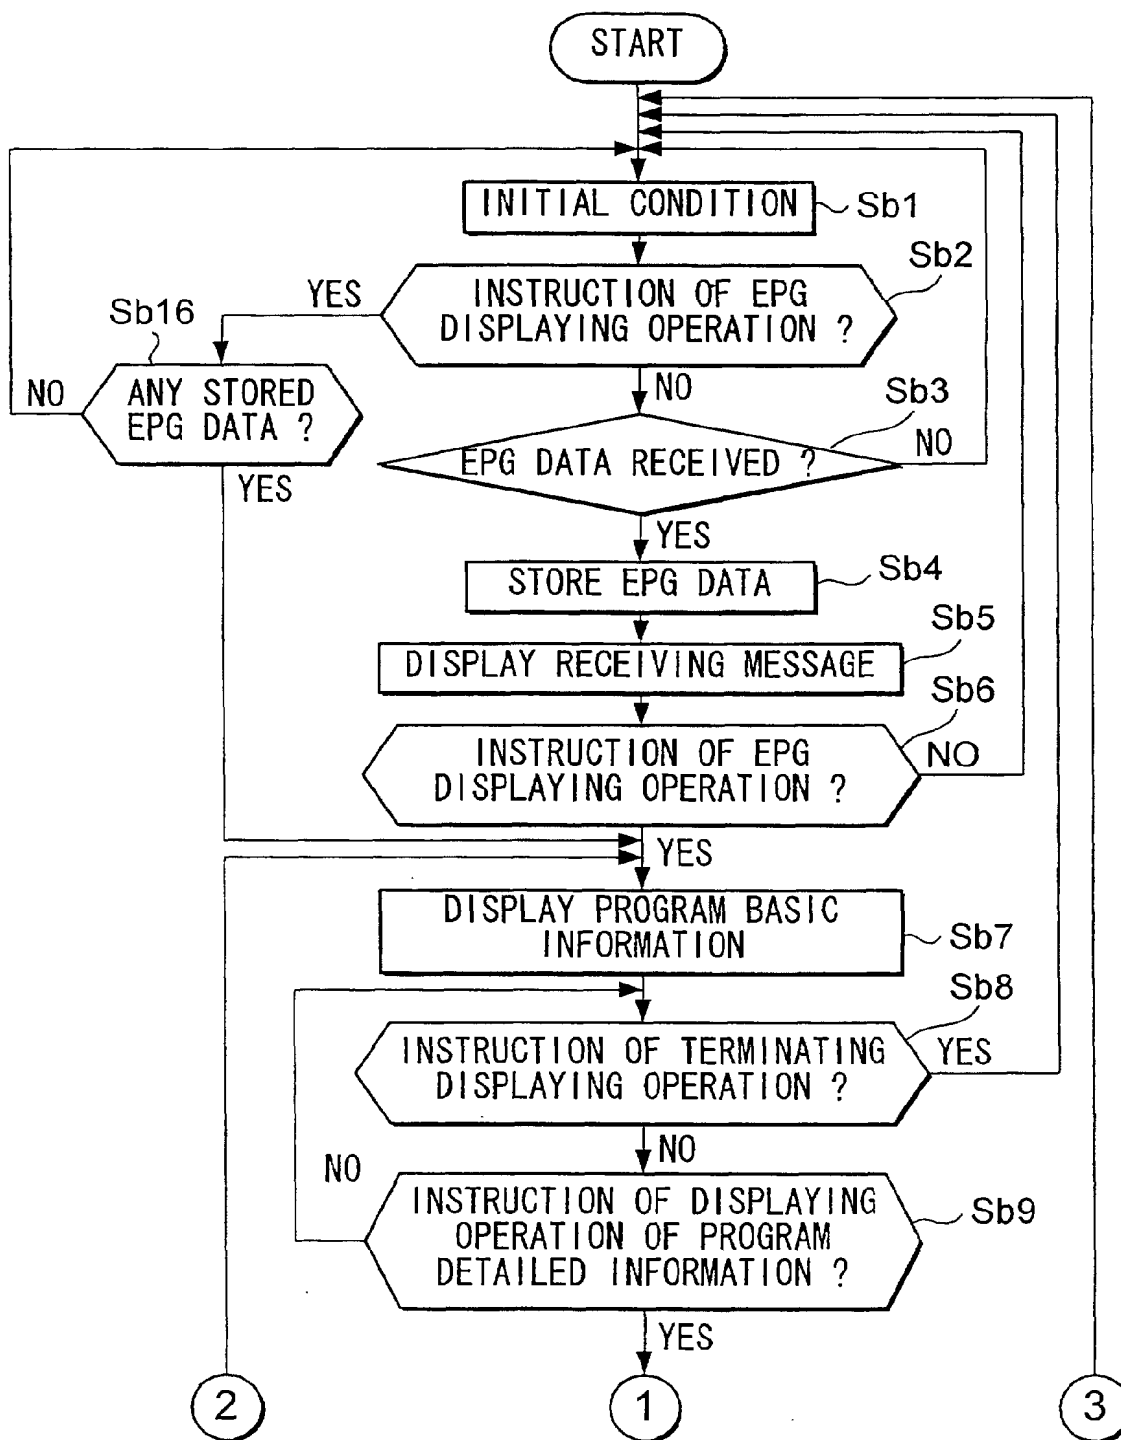 START
INITIAL CONDITION
Sb1
Sb2
INSTRUCTION OF EPG
DISPLAYING OPERATION ?
YES
NO
Sb16
ANY STORED
EPG DATA ?
NO
YES
Sb3
EPG DATA RECEIVED ?
NO
YES
STORE EPG DATA
Sb4
Sb5
DISPLAY RECEIVING MESSAGE
Sb6
INSTRUCTION OF EPG
DISPLAYING OPERATION ?
NO
YES
DISPLAY PROGRAM BASIC
INFORMATION
Sb7
Sb8
INSTRUCTION OF TERMINATING
DISPLAYING OPERATION ?
YES
NO
NO
INSTRUCTION OF DISPLAYING
OPERATION OF PROGRAM
DETAILED INFORMATION ?
Sb9
YES
2
1
3